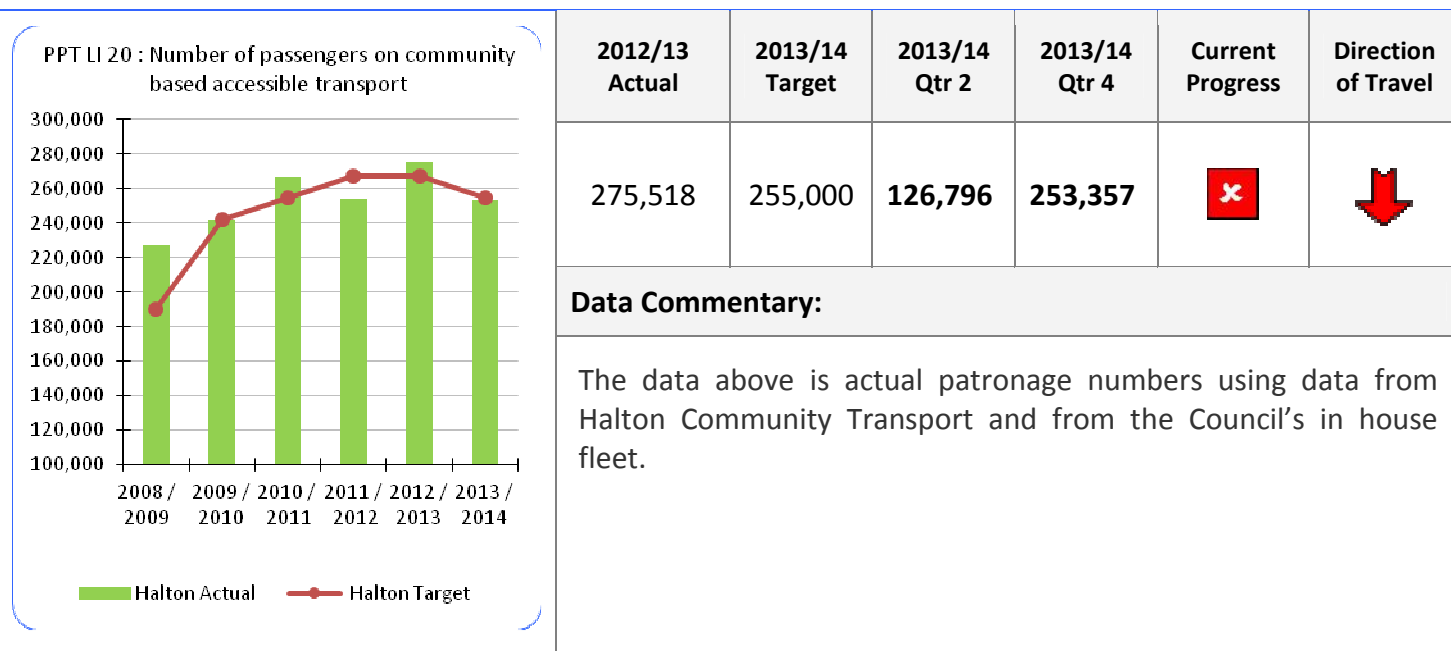 PPT LI 20 : Number of passengers on community
based accessible transport
300,000
280,000
260,000
240,000
220,000
200,000
180,000
160,000
140,000
120,000
100,000
2008 / 2009 / 2010 / 2011 / 2012 / 2013 /
2009 2010 2011 2012 2013 2014
Halton Actual Halton Target
2012/13 2013/14 2013/14 2013/14 Current Direction
Actual Target Qtr 2 Qtr 4 Progress of Travel
275,518 255,000 126,796 253,357
Data Commentary:
The data above is actual patronage numbers using data from
Halton Community Transport and from the Council’s in house
fleet.